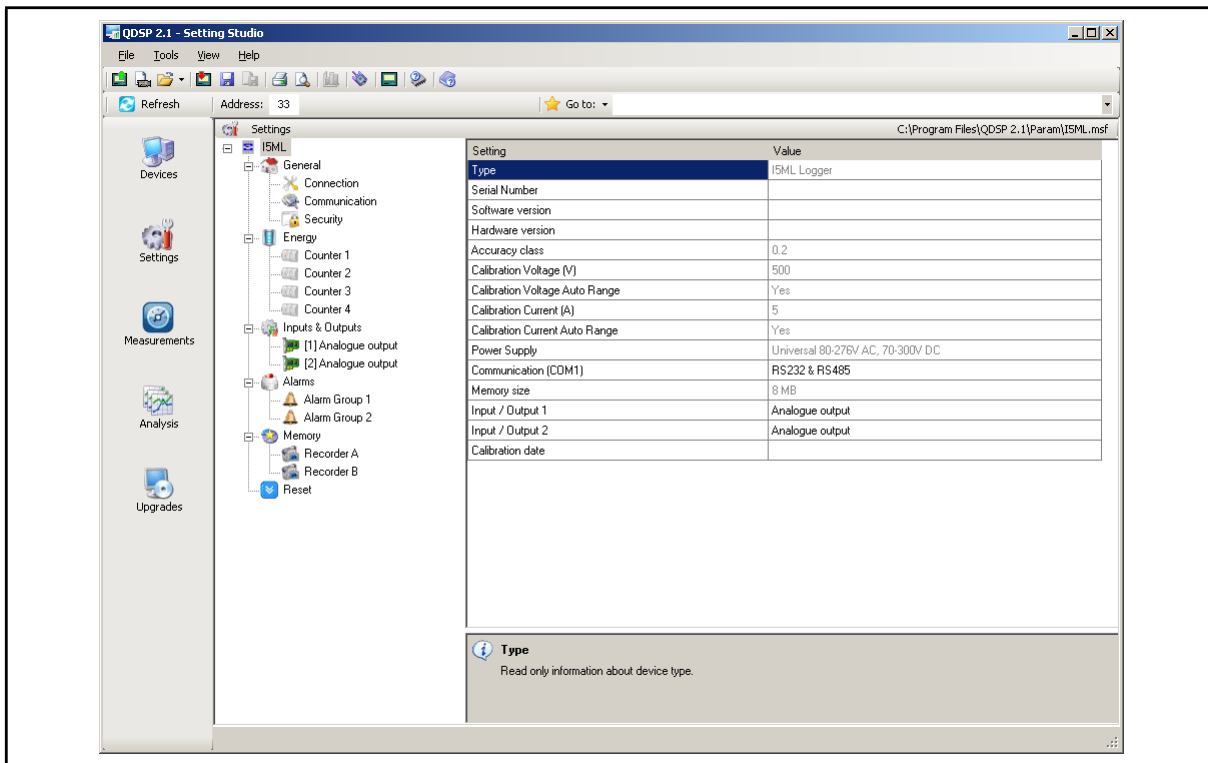 QDSP 2.1 - Setting Studio
File Tools View Help
Refresh Address: 33 Go to:
Settings C:\Program Files\QDSP 2.1\Param\I5ML.msf
Devices
Settings
Measurements
Analysis
Upgrades
I5ML
General
Connection
Communication
Security
Energy
Counter 1
Counter 2
Counter 3
Counter 4
Inputs & Outputs
[1] Analogue output
[2] Analogue output
Alarms
Alarm Group 1
Alarm Group 2
Memory
Recorder A
Recorder B
Reset
Setting Value
Type I5ML Logger
Serial Number
Software version
Hardware version
Accuracy class 0.2
Calibration Voltage (V) 500
Calibration Voltage Auto Range Yes
Calibration Current (A) 5
Calibration Current Auto Range Yes
Power Supply Universal 80-276V AC, 70-300V DC
Communication (COM1) RS232 & RS485
Memory size 8 MB
Input / Output 1 Analogue output
Input / Output 2 Analogue output
Calibration date
Type
Read only information about device type.